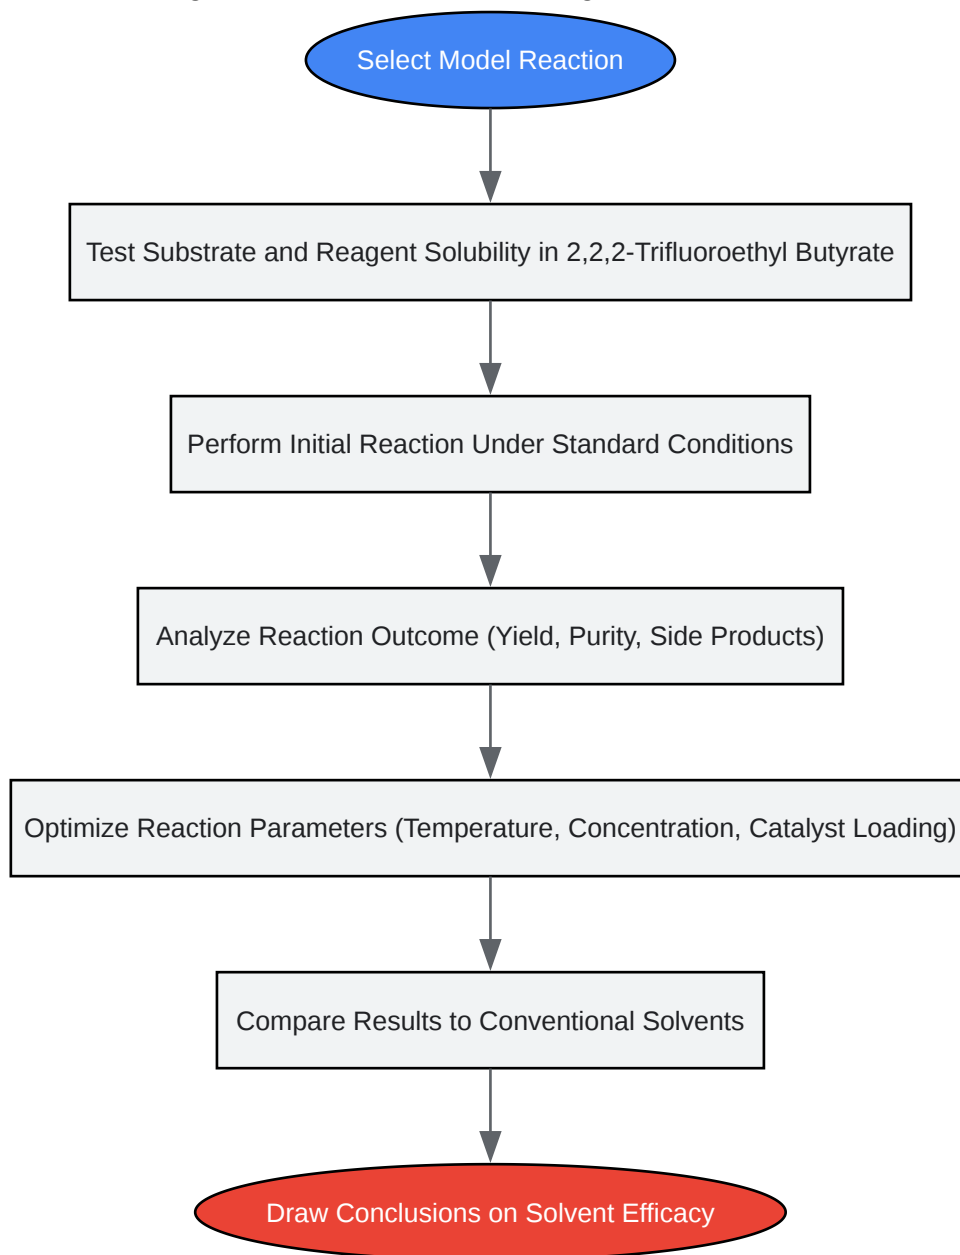 Select Model Reaction
Test Substrate and Reagent Solubility in 2,2,2-Trifluoroethyl Butyrate
Perform Initial Reaction Under Standard Conditions
Analyze Reaction Outcome (Yield, Purity, Side Products)
Optimize Reaction Parameters (Temperature, Concentration, Catalyst Loading)
Compare Results to Conventional Solvents
Draw Conclusions on Solvent Efficacy